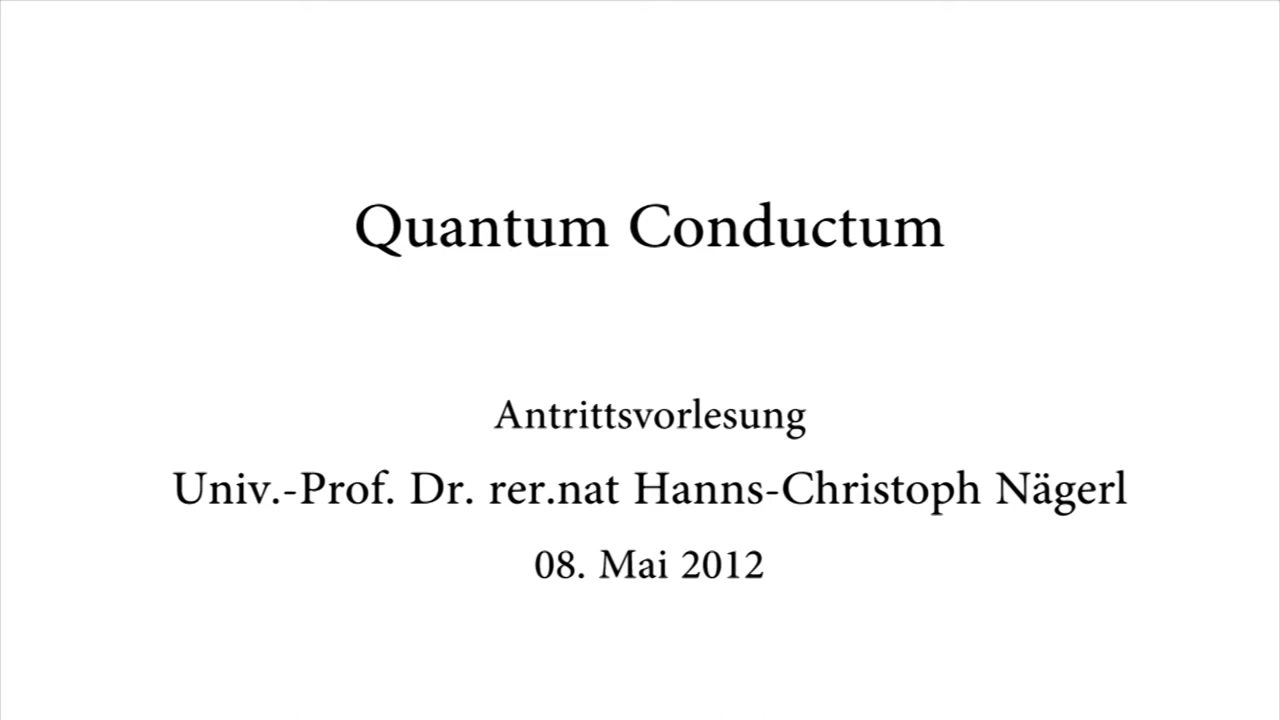 Quantum Conductum
Antrittsvorlesung
Univ.-Prof. Dr. rer.nat Hanns-Christoph Nägerl
08. Mai 2012